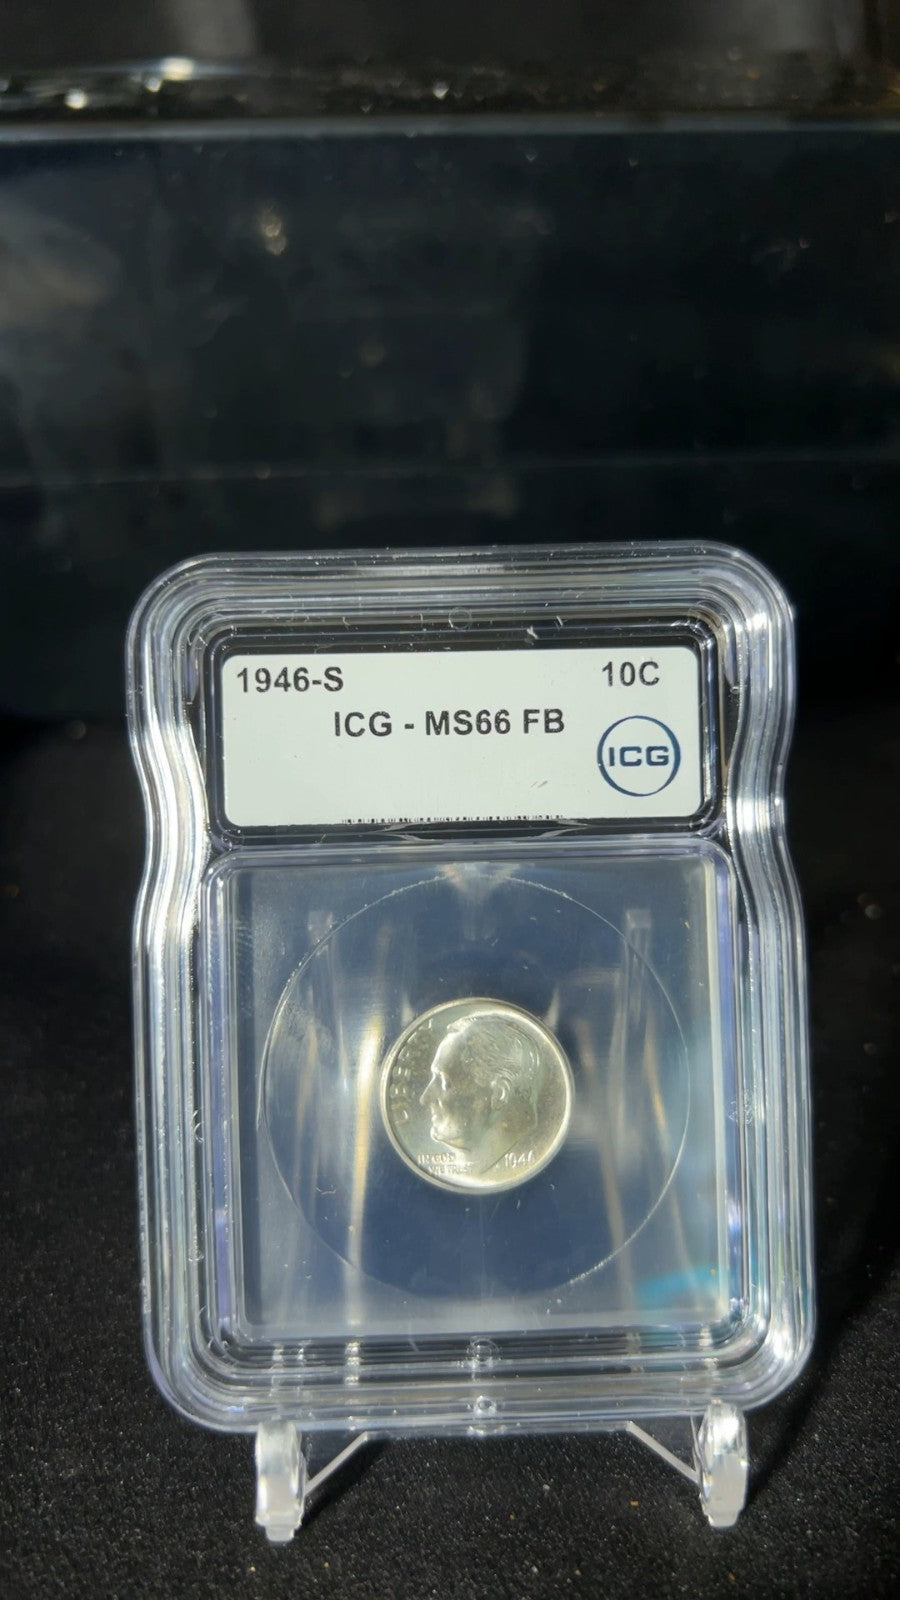 1946-S 10C
ICG - MS66 FB
ICG
LIBERTY
IN GOD
WE TRUST
1946